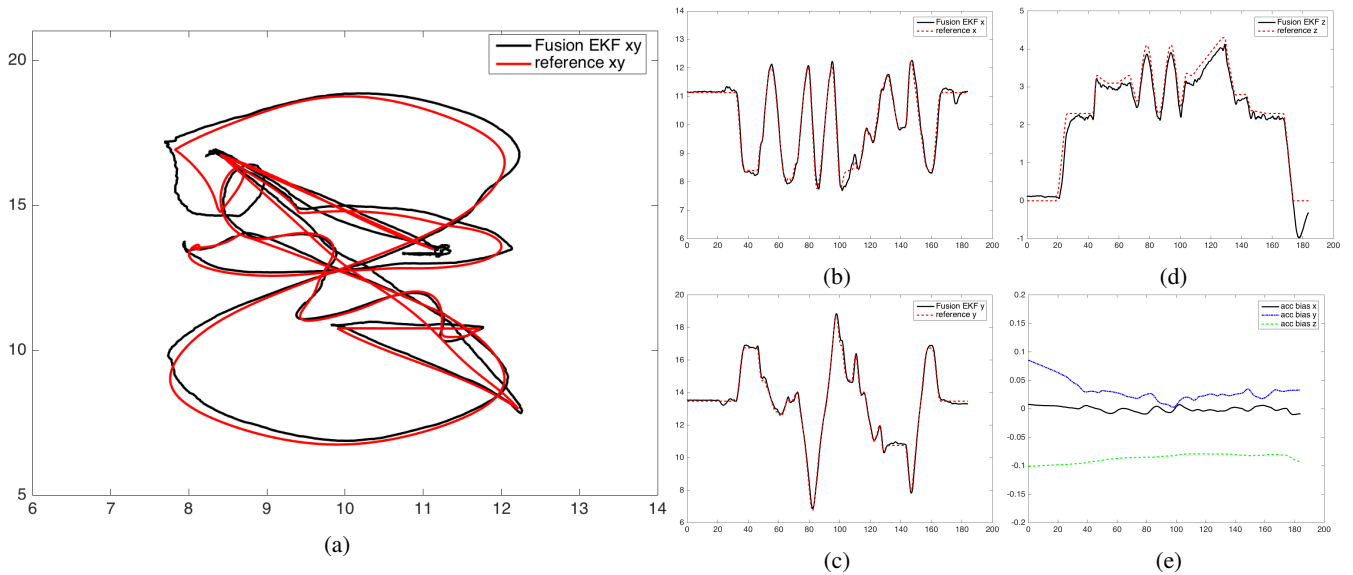 21
20
15
10
5
6 7 8 9 10 11 12 13 14
Fusion EKF xy
reference xy
(a)
14
13
12
11
10
9
8
7
6
0 20 40 60 80 100 120 140 160 180 200
Fusion EKF x
reference x
(b)
5
4
3
2
1
0
-1
0 20 40 60 80 100 120 140 160 180 200
Fusion EKF z
reference z
(d)
20
18
16
14
12
10
8
6
0 20 40 60 80 100 120 140 160 180 200
Fusion EKF y
reference y
(c)
0.2
0.15
0.1
0.05
0
-0.05
-0.1
-0.15
-0.2
0 20 40 60 80 100 120 140 160 180 200
acc bias x
acc bias y
acc bias z
(e)